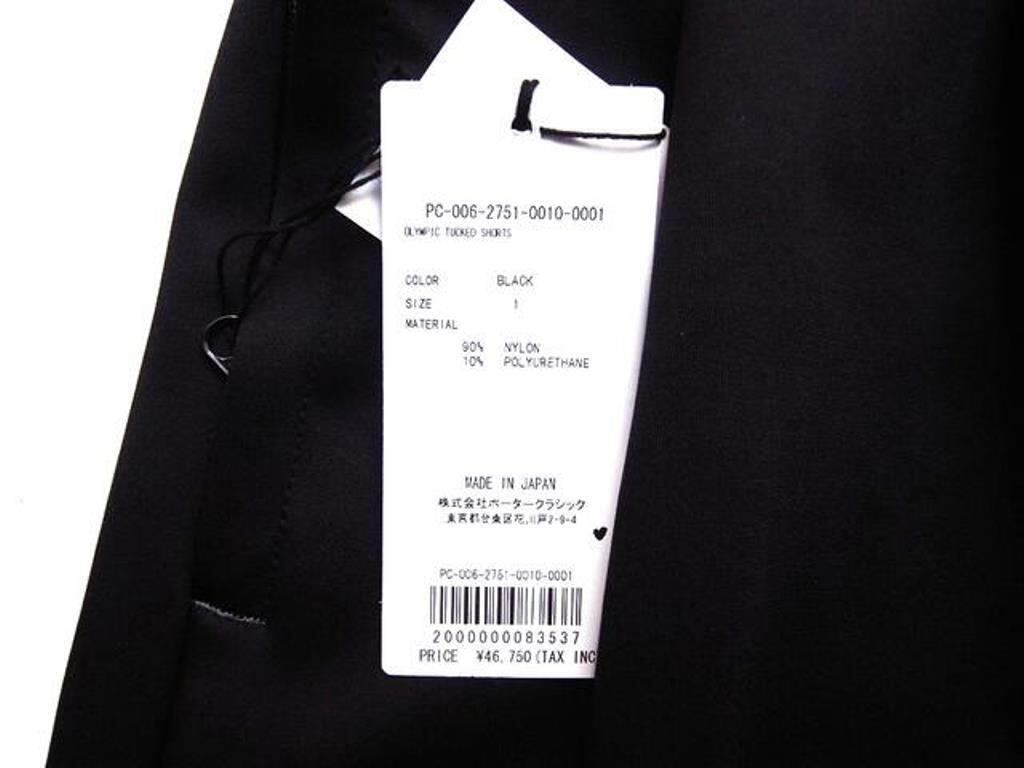 PC-006-2751-0010-0001
OLYMPIC TUCKED SHORTS
COLOR BLACK
SIZE 1
MATERIAL
90% NYLON
10% POLYURETHANE
MADE IN JAPAN
株式会社ポータークラシック
東京都台東区花川戸2-9-4
PC-006-2751-0010-0001
2000000083537
PRICE ¥46,750(TAX INC